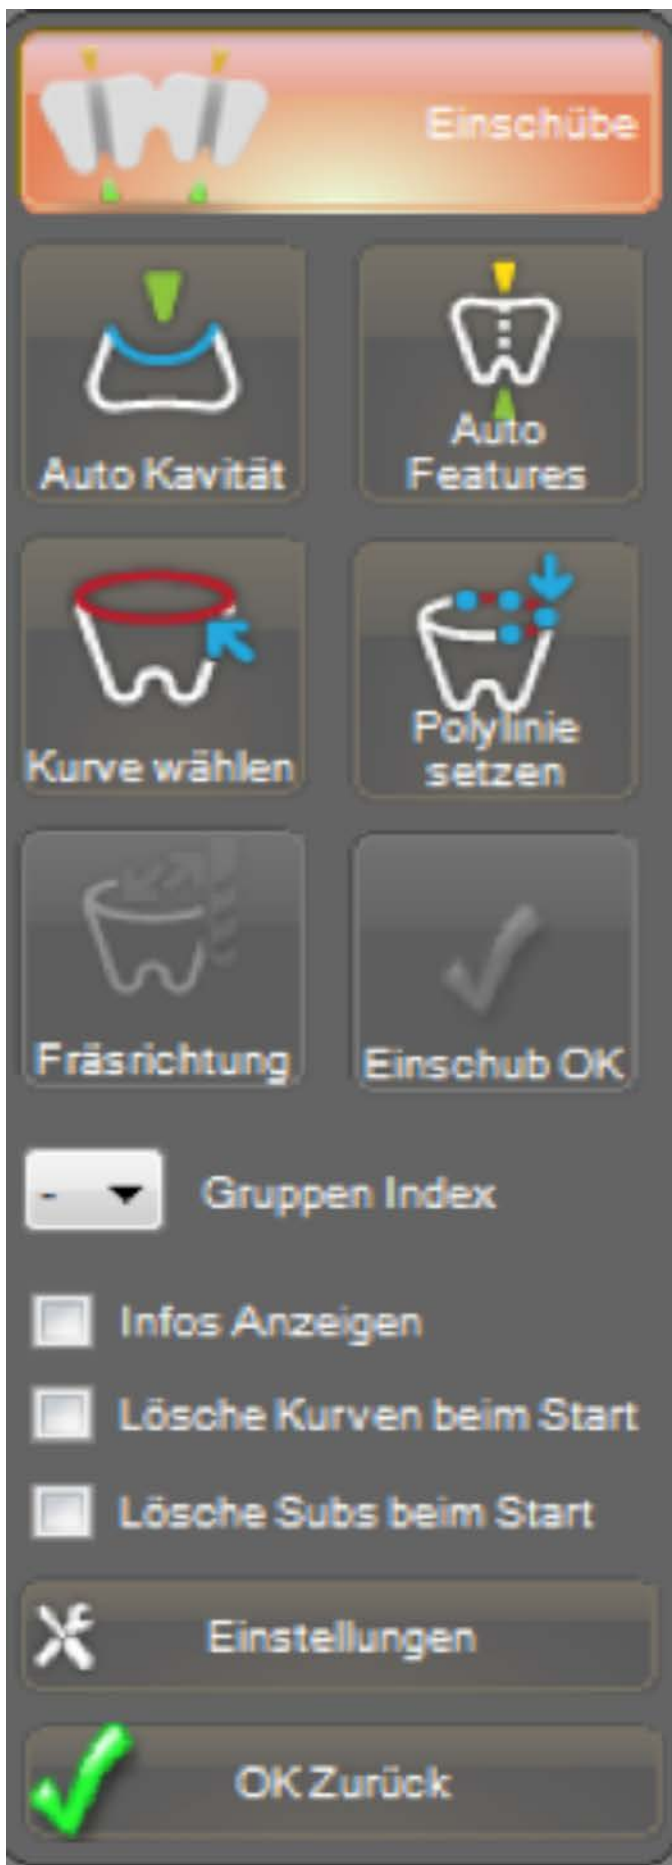 Einschübe
Auto Kavität
Auto
Features
Kurve wählen
Polylinie
setzen
Fräsrichtung
Einschub OK
- Gruppen Index
Infos Anzeigen
Lösche Kurven beim Start
Lösche Subs beim Start
Einstellungen
OK Zurück